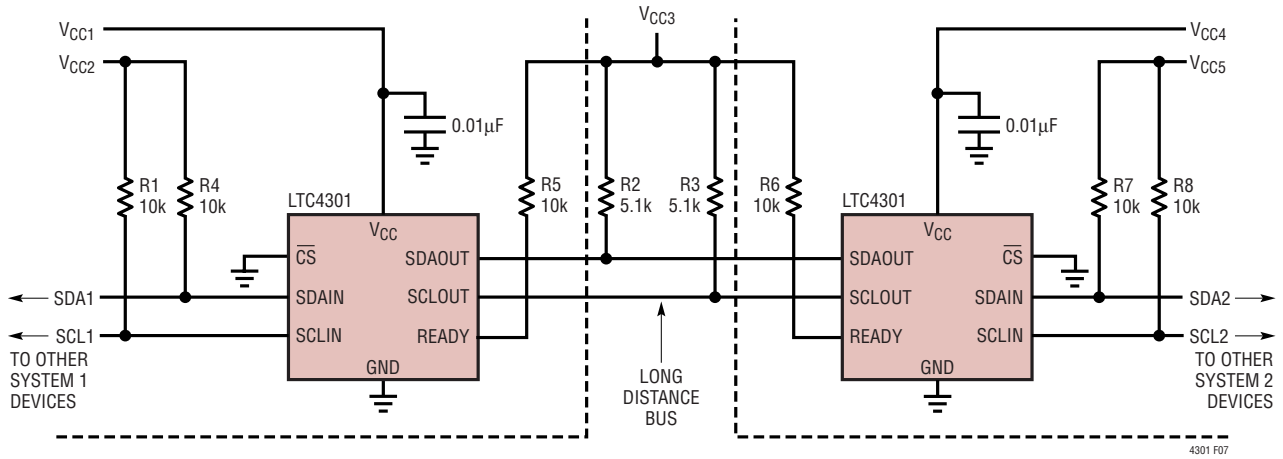 VCC1
VCC2
VCC3
VCC4
VCC5
0.01µF
0.01µF
R1
10k
R4
10k
R5
10k
R2
5.1k
R3
5.1k
R6
10k
R7
10k
R8
10k
LTC4301
VCC
CS
SDAIN
SCLIN
GND
SDAOUT
SCLOUT
READY
LTC4301
VCC
SDAOUT
SCLOUT
READY
CS
SDAIN
SCLIN
GND
SDA1
SCL1
TO OTHER
SYSTEM 1
DEVICES
LONG
DISTANCE
BUS
SDA2
SCL2
TO OTHER
SYSTEM 2
DEVICES
4301 F07